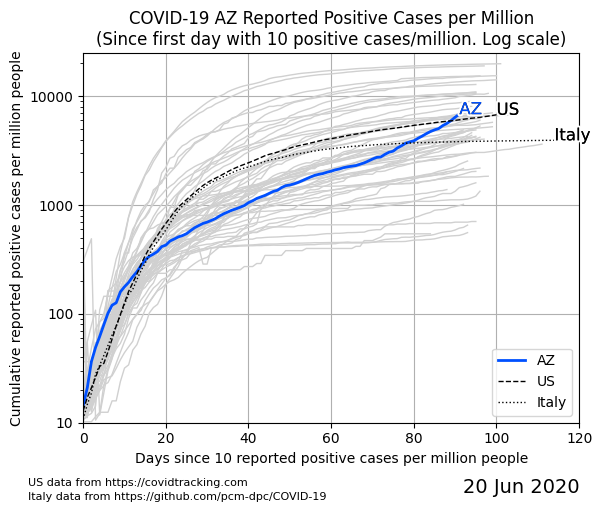 COVID-19 AZ Reported Positive Cases per Million
(Since first day with 10 positive cases/million. Log scale)
Cumulative reported positive cases per million people
10000
1000
100
10
AZ
US
Italy
AZ
US
Italy
0
20
40
60
80
100
120
Days since 10 reported positive cases per million people
US data from https://covidtracking.com
Italy data from https://github.com/pcm-dpc/COVID-19
20 Jun 2020